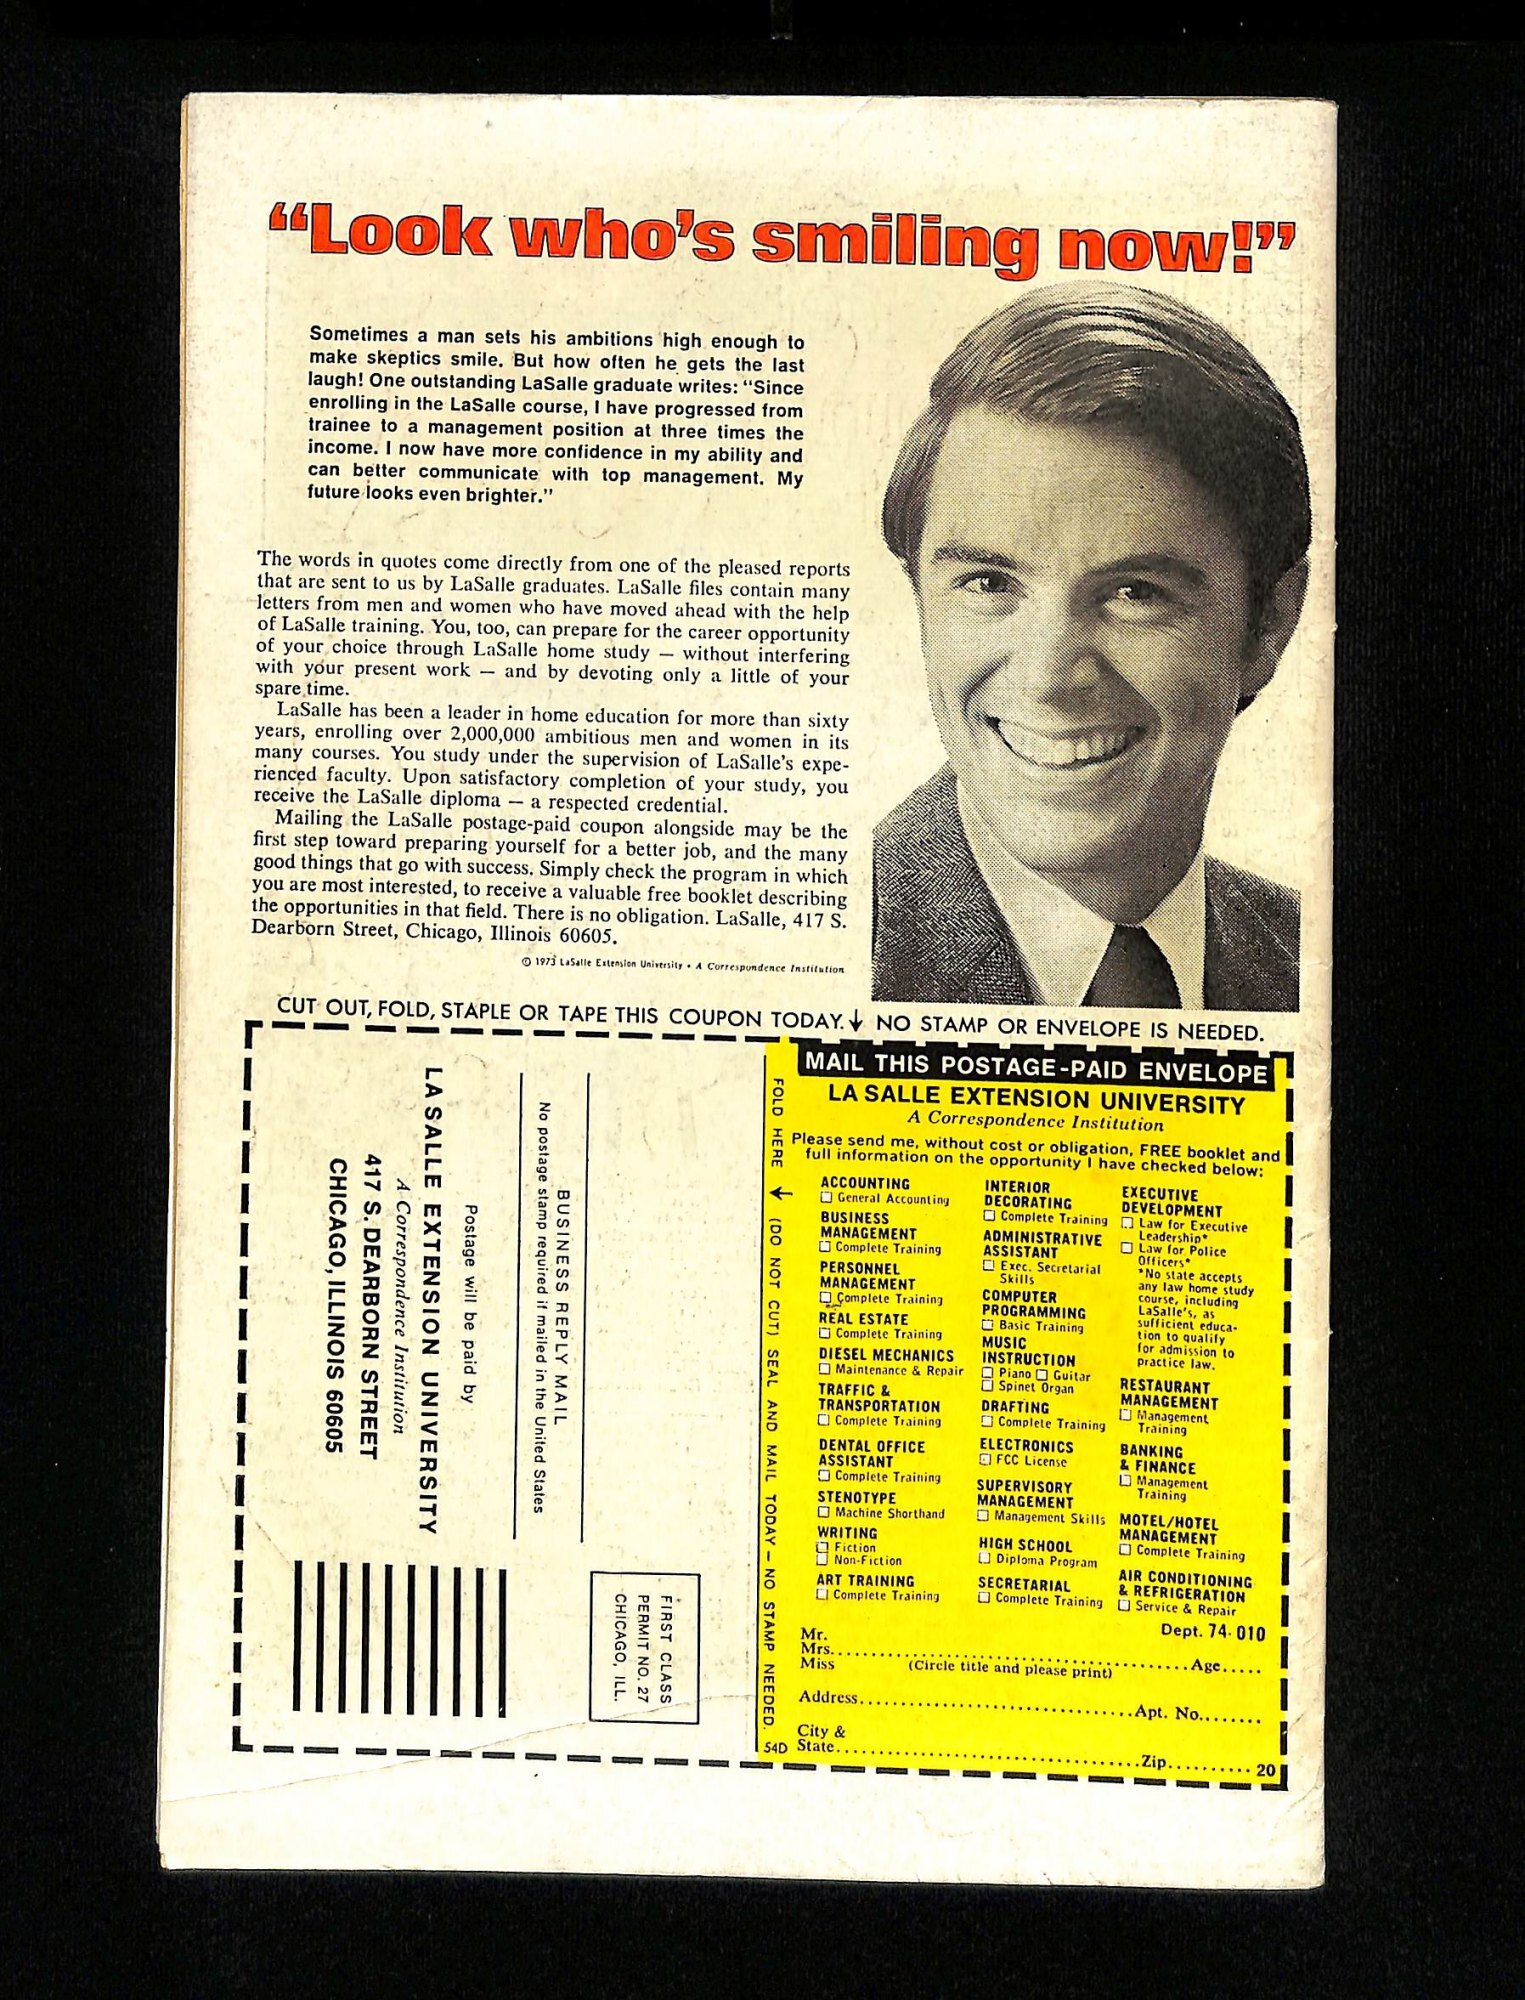 “Look who's smiling now!”
Sometimes a man sets his ambitions high enough to
make skeptics smile. But how often he gets the last
laugh! One outstanding LaSalle graduate writes: “Since
enrolling in the LaSalle course, I have progressed from
trainee to a management position at three times the
income. I now have more confidence in my ability and
can better communicate with top management. My
future looks even brighter.”
The words in quotes come directly from one of the pleased reports
that are sent to us by LaSalle graduates. LaSalle files contain many
letters from men and women who have moved ahead with the help
of LaSalle training. You, too, can prepare for the career opportunity
of your choice through LaSalle home study — without interfering
with your present work — and by devoting only a little of your
spare time.
LaSalle has been a leader in home education for more than sixty
years, enrolling over 2,000,000 ambitious men and women in its
many courses. You study under the supervision of LaSalle's expe-
rienced faculty. Upon satisfactory completion of your study, you
receive the LaSalle diploma — a respected credential.
Mailing the LaSalle postage-paid coupon alongside may be the
first step toward preparing yourself for a better job, and the many
good things that go with success. Simply check the program in which
you are most interested, to receive a valuable free booklet describing
the opportunities in that field. There is no obligation. LaSalle, 417 S.
Dearborn Street, Chicago, Illinois 60605.
© 1973 LaSalle Extension University • A Correspondence Institution
CUT OUT, FOLD, STAPLE OR TAPE THIS COUPON TODAY.↓ NO STAMP OR ENVELOPE IS NEEDED.
FIRST CLASS
PERMIT NO. 27
CHICAGO, ILL.
BUSINESS REPLY MAIL
No postage stamp required if mailed in the United States
Postage will be paid by
LA SALLE EXTENSION UNIVERSITY
A Correspondence Institution
417 S. DEARBORN STREET
CHICAGO, ILLINOIS 60605
FOLD HERE ↓ (DO NOT CUT) SEAL AND MAIL TODAY — NO STAMP NEEDED.
54D
MAIL THIS POSTAGE-PAID ENVELOPE
LA SALLE EXTENSION UNIVERSITY
A Correspondence Institution
Please send me, without cost or obligation, FREE booklet and
full information on the opportunity I have checked below:
ACCOUNTING
☐ General Accounting
BUSINESS
MANAGEMENT
☐ Complete Training
PERSONNEL
MANAGEMENT
☐ Complete Training
REAL ESTATE
☐ Complete Training
DIESEL MECHANICS
☐ Maintenance & Repair
TRAFFIC &
TRANSPORTATION
☐ Complete Training
DENTAL OFFICE
ASSISTANT
☐ Complete Training
STENOTYPE
☐ Machine Shorthand
WRITING
☐ Fiction
☐ Non-Fiction
ART TRAINING
☐ Complete Training
INTERIOR
DECORATING
☐ Complete Training
ADMINISTRATIVE
ASSISTANT
☐ Exec. Secretarial
Skills
COMPUTER
PROGRAMMING
☐ Basic Training
MUSIC
INSTRUCTION
☐ Piano ☐ Guitar
☐ Spinet Organ
DRAFTING
☐ Complete Training
ELECTRONICS
☐ FCC License
SUPERVISORY
MANAGEMENT
☐ Management Skills
HIGH SCHOOL
☐ Diploma Program
SECRETARIAL
☐ Complete Training
EXECUTIVE
DEVELOPMENT
☐ Law for Executive
Leadership*
☐ Law for Police
Officers*
*No state accepts
any law home study
course, including
LaSalle's, as
sufficient educa-
tion to qualify
for admission to
practice law.
RESTAURANT
MANAGEMENT
☐ Management
Training
BANKING
& FINANCE
☐ Management
Training
MOTEL/HOTEL
MANAGEMENT
☐ Complete Training
AIR CONDITIONING
& REFRIGERATION
☐ Service & Repair
Dept. 74-010
Mr.
Mrs.....................................................Age.....
Miss (Circle title and please print)
Address...................................Apt. No........
City &
State.......................................Zip..........20